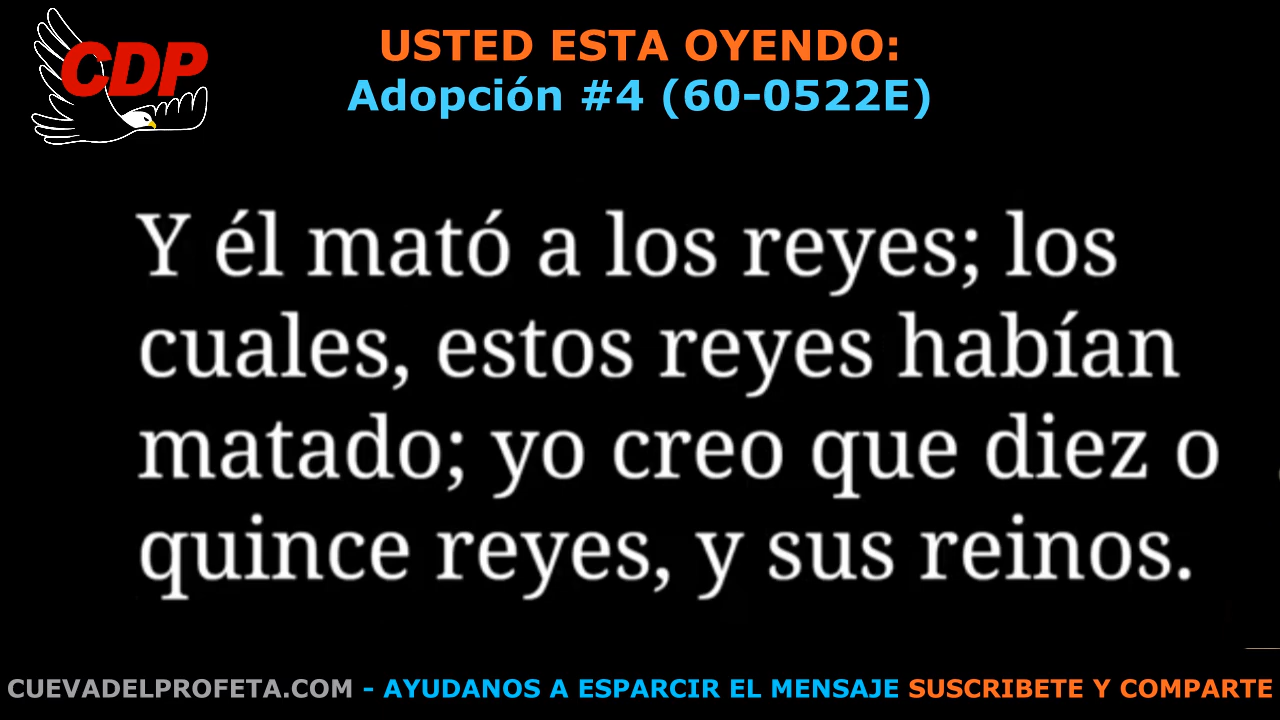 CDP
USTED ESTA OYENDO:
Adopción #4 (60-0522E)
Y él mató a los reyes; los
cuales, estos reyes habían
matado; yo creo que diez o
quince reyes, y sus reinos.
CUEVADELPROFETA.COM - AYUDANOS A ESPARCIR EL MENSAJE SUSCRIBETE Y COMPARTE